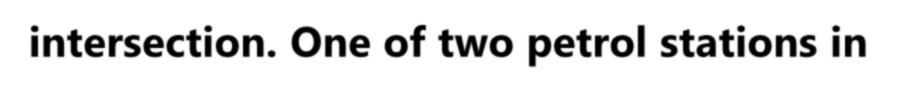 intersection. One of two petrol stations in